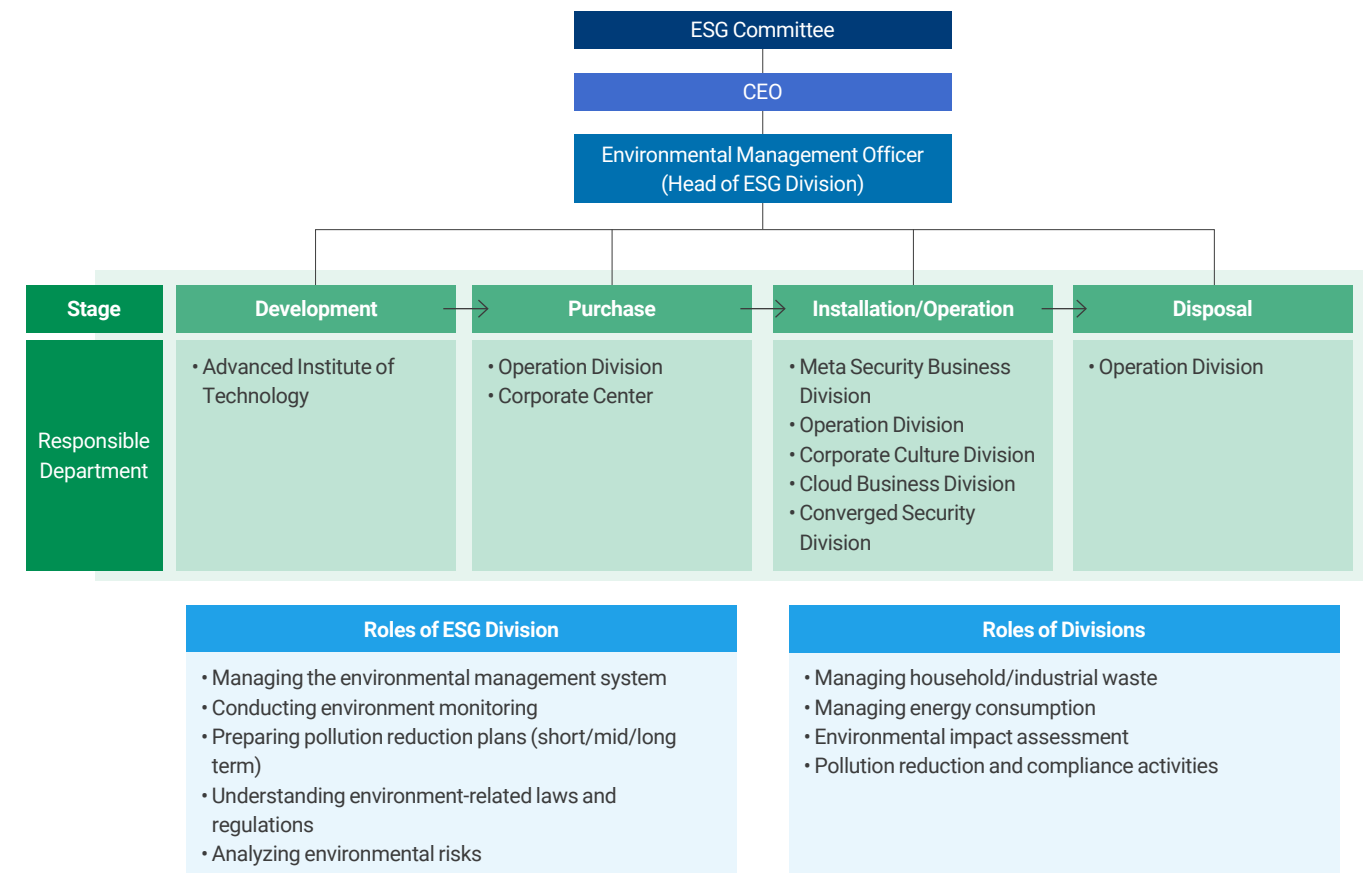 ESG Committee
CEO
Environmental Management Officer
(Head of ESG Division)
Stage
Development
Purchase
Installation/Operation
Disposal
Responsible
Department
• Advanced Institute of
Technology
• Operation Division
• Corporate Center
• Meta Security Business
Division
• Operation Division
• Corporate Culture Division
• Cloud Business Division
• Converged Security
Division
• Operation Division
Roles of ESG Division
• Managing the environmental management system
• Conducting environment monitoring
• Preparing pollution reduction plans (short/mid/long
term)
• Understanding environment-related laws and
regulations
• Analyzing environmental risks
Roles of Divisions
• Managing household/industrial waste
• Managing energy consumption
• Environmental impact assessment
• Pollution reduction and compliance activities